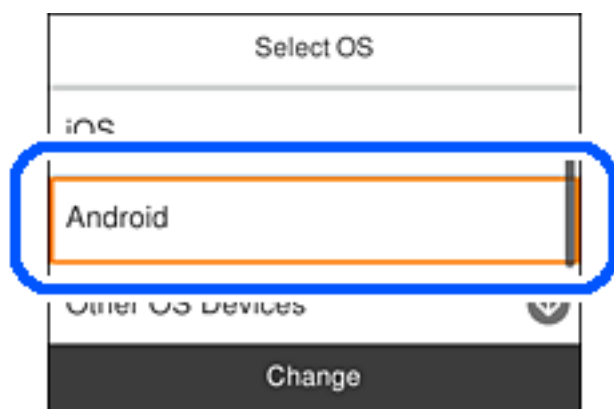 Select OS
iOS
Android
Other OS Devices
Change